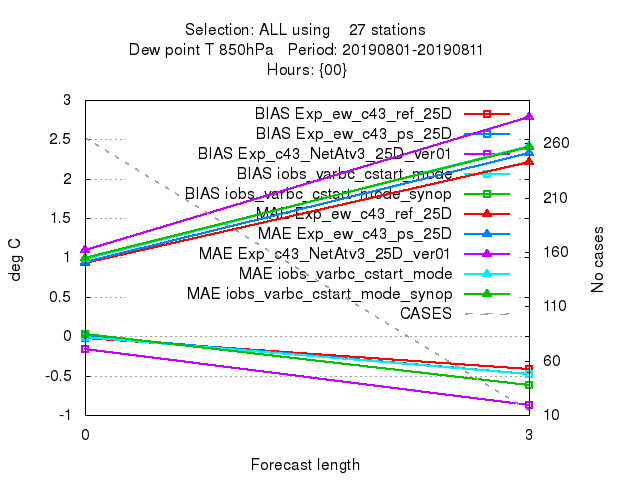 Selection: ALL using    27 stations
Dew point T 850hPa   Period: 20190801-20190811
Hours: {00}
3
2.5
2
1.5
1
0.5
0
-0.5
-1
deg C
BIAS Exp_ew_c43_ref_25D
BIAS Exp_ew_c43_ps_25D
BIAS Exp_c43_NetAtv3_25D_ver01
BIAS iobs_varbc_cstart_mode
BIAS iobs_varbc_cstart_mode_synop
MAE Exp_ew_c43_ref_25D
MAE Exp_ew_c43_ps_25D
MAE Exp_c43_NetAtv3_25D_ver01
MAE iobs_varbc_cstart_mode
MAE iobs_varbc_cstart_mode_synop
CASES
260
210
160
110
60
10
No cases
0
3
Forecast length